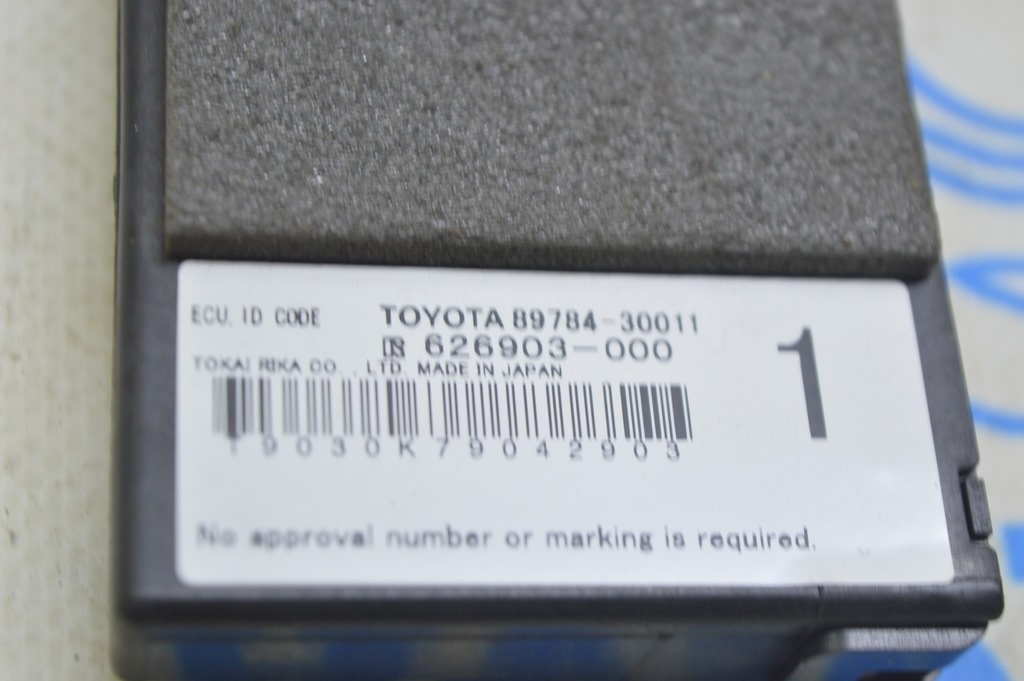 ECU. ID CODE TOYOTA 89784-30011
626903-000
TOKAI RIKA CO., LTD. MADE IN JAPAN
1
19030K79042903
No approval number or marking is required.